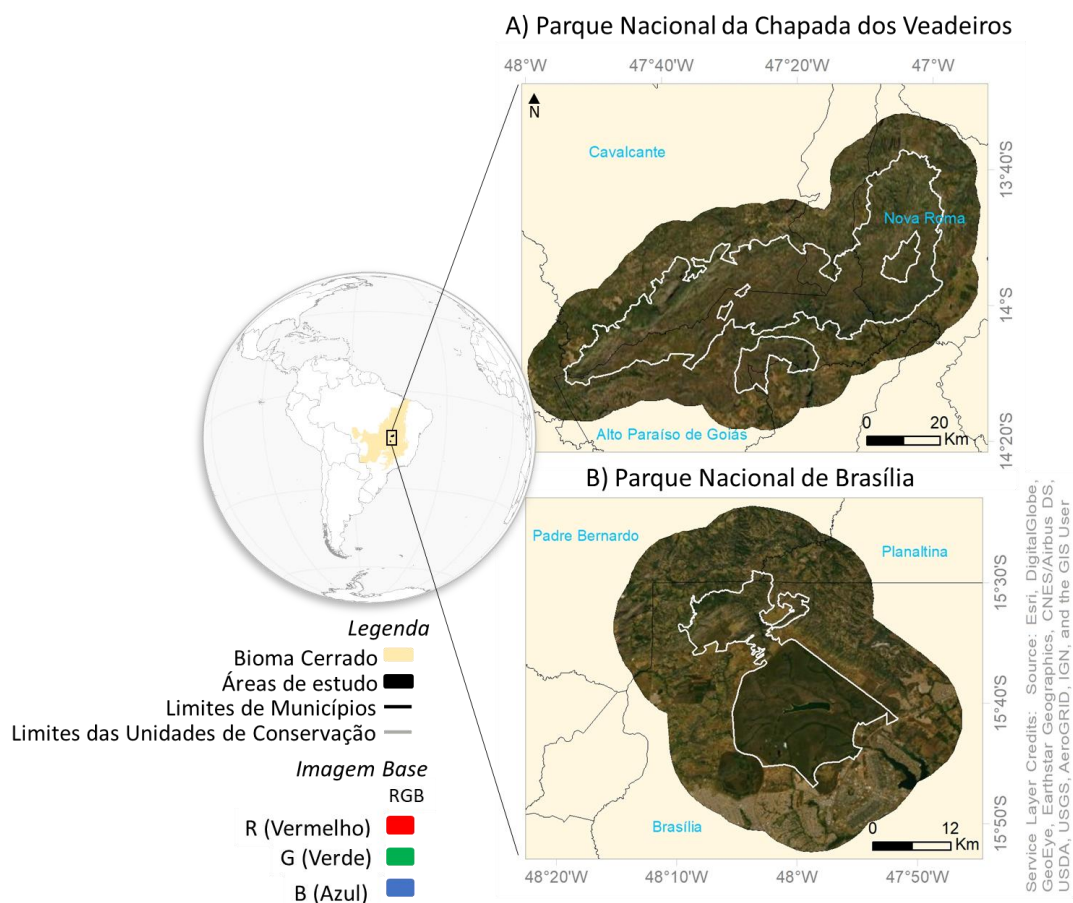 A) Parque Nacional da Chapada dos Veadeiros
48°W 47°40'W 47°20'W 47°W
N
Cavalcante
Nova Roma
Alto Paraíso de Goiás
13°40'S
14°S
14°20'S
0 20
Km
B) Parque Nacional de Brasília
Padre Bernardo
Planaltina
Brasília
15°30'S
15°40'S
15°50'S
0 12
Km
48°20'W 48°10'W 48°W 47°50'W
Legenda
Bioma Cerrado
Áreas de estudo
Limites de Municípios
Limites das Unidades de Conservação
Imagem Base
RGB
R (Vermelho)
G (Verde)
B (Azul)
Service Layer Credits: Source: Esri, DigitalGlobe,
GeoEye, Earthstar Geographics, CNES/Airbus DS,
USDA, USGS, AeroGRID, IGN, and the GIS User